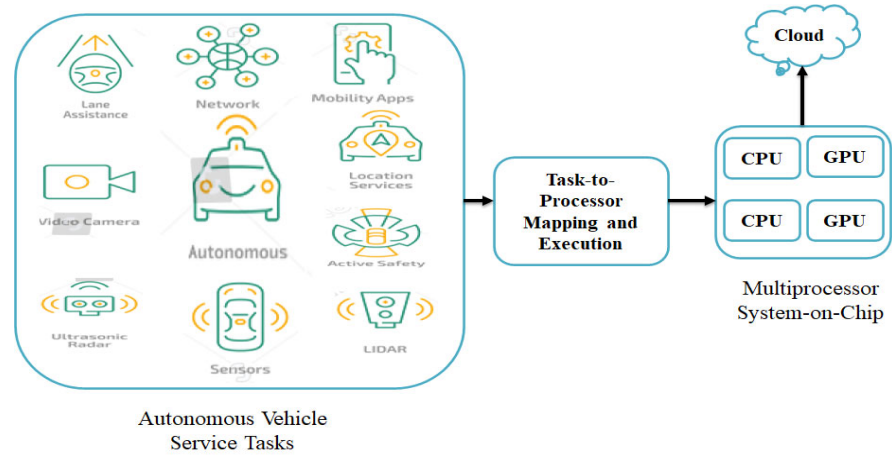 Lane
Assistance
Network
Mobility Apps
Video Camera
Autonomous
Location
Services
Active Safety
Ultrasonic
Radar
Sensors
LIDAR
Autonomous Vehicle
Service Tasks
Task-to-
Processor
Mapping and
Execution
Cloud
CPU
GPU
CPU
GPU
Multiprocessor
System-on-Chip